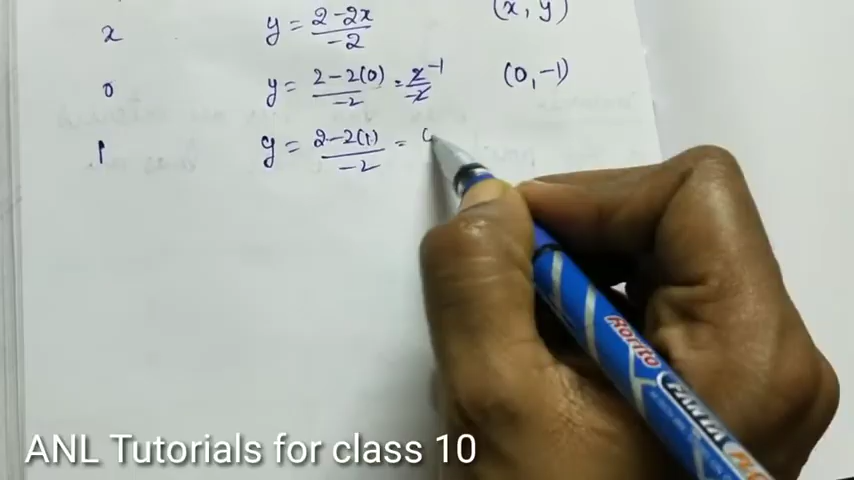 x y = 2-2x/-2 (x, y)
0 y = 2-2(0)/-2 = 2/-2 -1 (0, -1)
1 y = 2-2(1)/-2 =
Rorito
ANL Tutorials for class 10